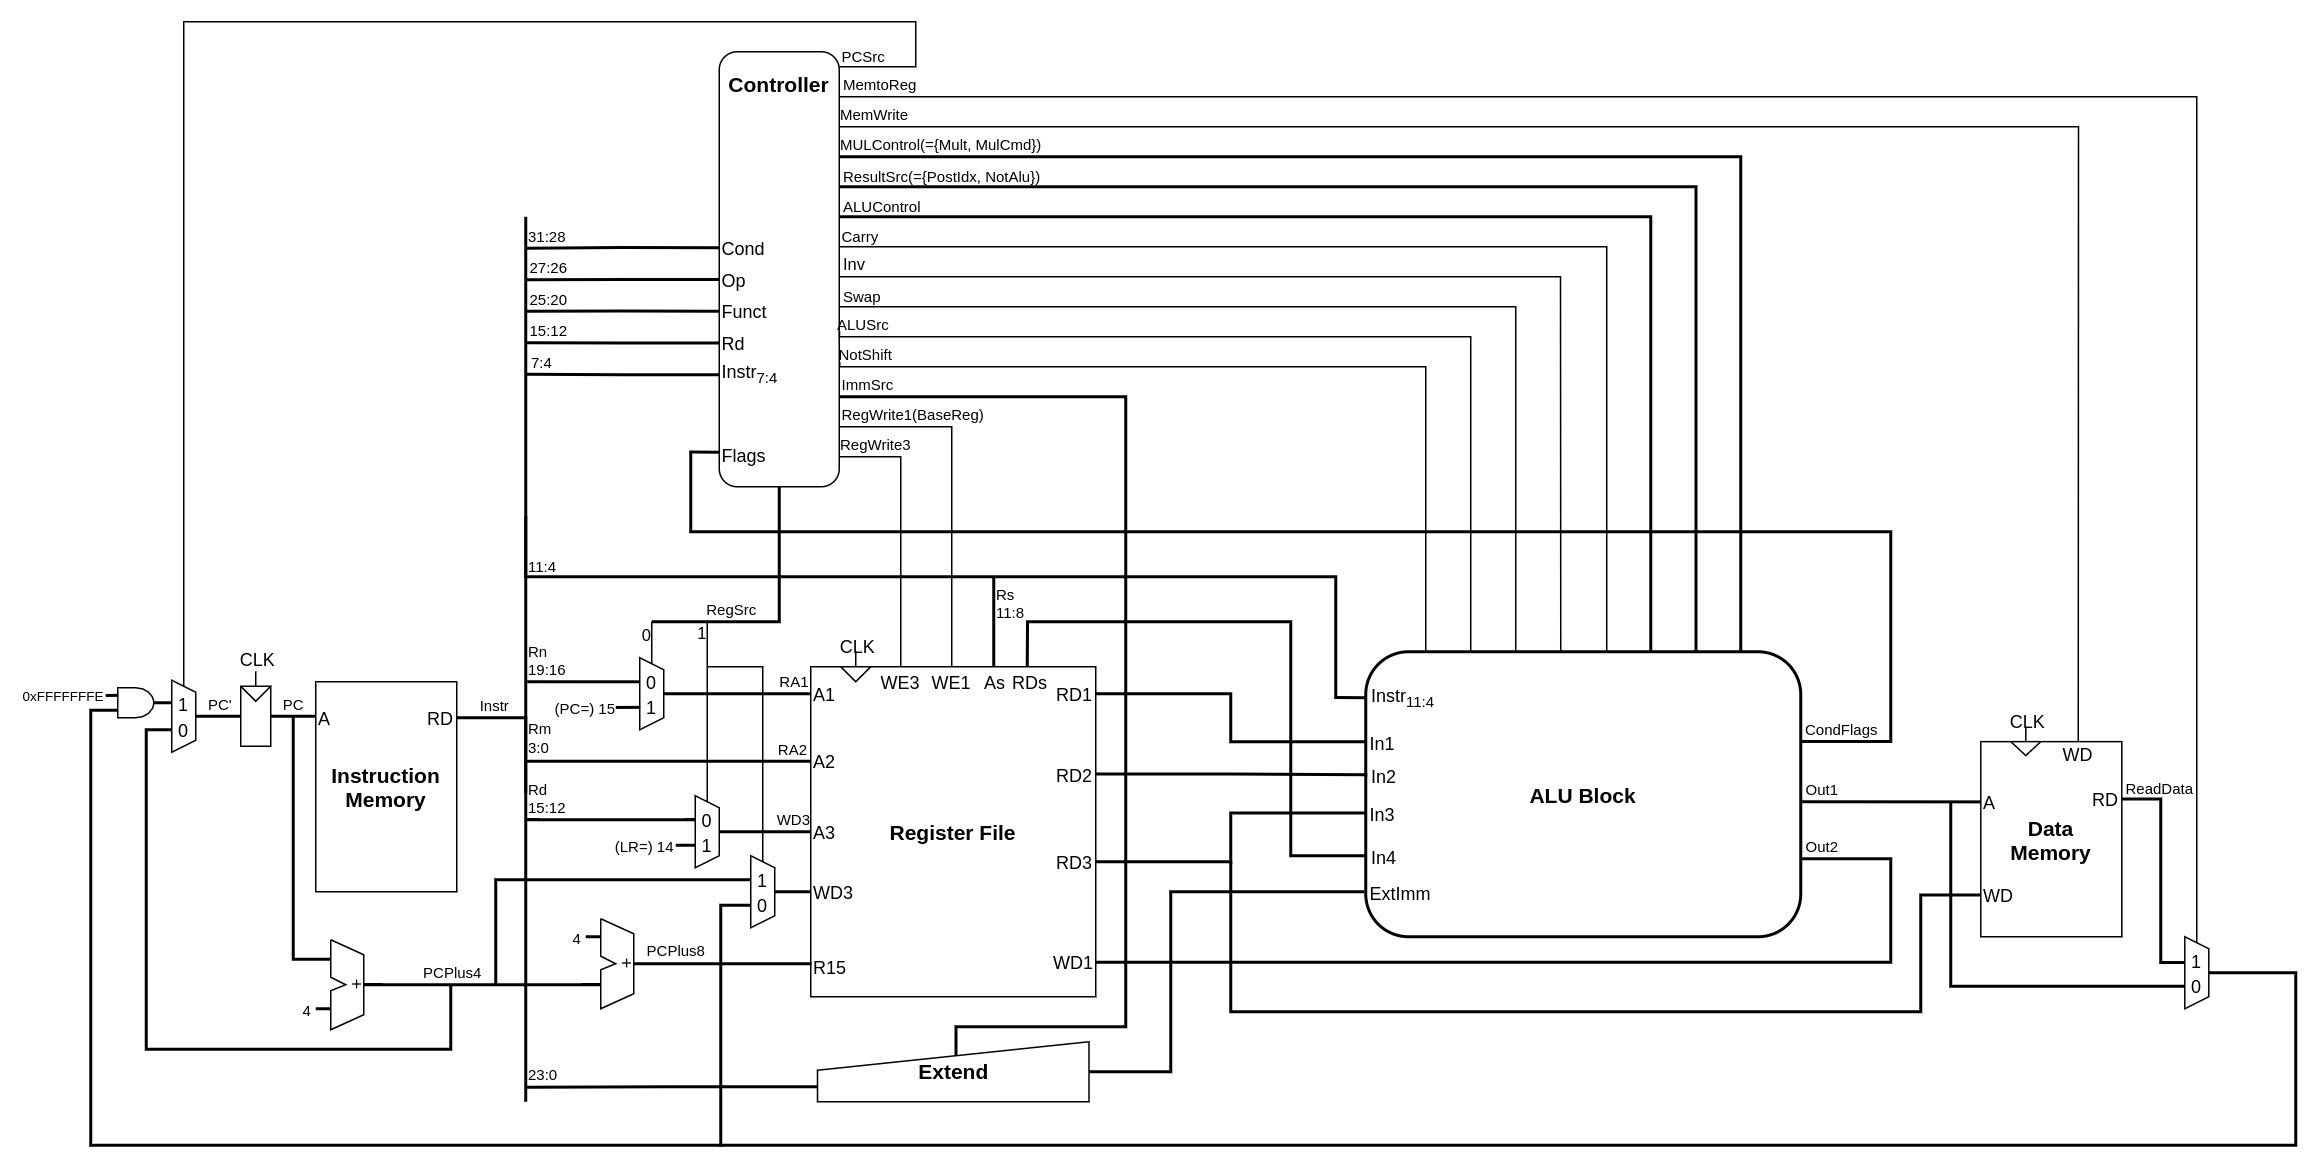 PCSrc
Controller
MemtoReg
MemWrite
MULControl(={Mult, MulCmd})
ResultSrc(={PostIdx, NotAlu})
ALUControl
31:28
Cond
Carry
27:26
Op
Inv
25:20
Funct
Swap
15:12
Rd
ALUSrc
7:4
Instr7:4
NotShift
ImmSrc
RegWrite1(BaseReg)
Flags
RegWrite3
11:4
Rs
11:8
RegSrc
0
1
Rn
19:16
0
1
(PC=) 15
Rm
3:0
Rd
15:12
0
1
(LR=) 14
1
0
RA1
RA2
WD3
CLK
WE3
WE1
As
RDs
A1
A2
A3
WD3
R15
RD1
RD2
RD3
WD1
Register File
0xFFFFFFFE
1
0
PC'
CLK
PC
A
RD
Instruction
Memory
Instr
4
+
PCPlus4
4
+
PCPlus8
23:0
Extend
Instr11:4
In1
In2
In3
In4
ExtImm
ALU Block
CondFlags
Out1
Out2
CLK
WD
A
RD
Data
Memory
WD
ReadData
1
0